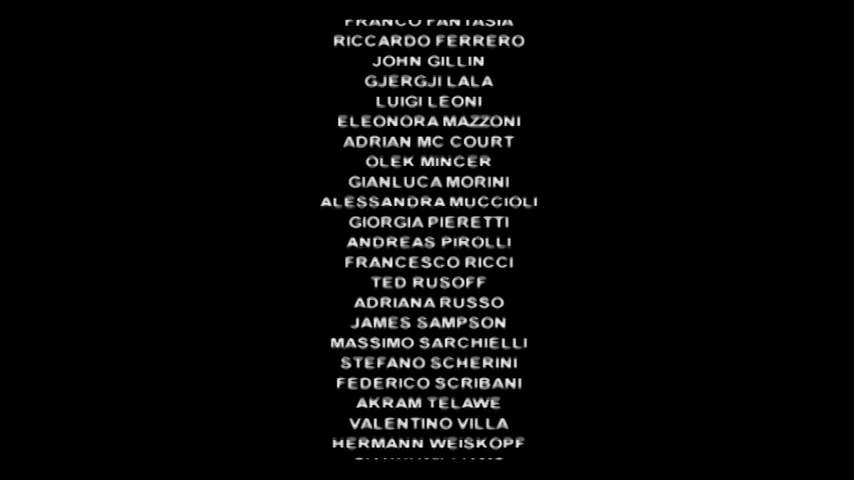 FRANCO FANTASIA
RICCARDO FERRERO
JOHN GILLIN
GJERGJI LALA
LUIGI LEONI
ELEONORA MAZZONI
ADRIAN MC COURT
OLEK MINCER
GIANLUCA MORINI
ALESSANDRA MUCCIOLI
GIORGIA PIERETTI
ANDREAS PIROLLI
FRANCESCO RICCI
TED RUSOFF
ADRIANA RUSSO
JAMES SAMPSON
MASSIMO SARCHIELLI
STEFANO SCHERINI
FEDERICO SCRIBANI
AKRAM TELAWE
VALENTINO VILLA
HERMANN WEISKOPF